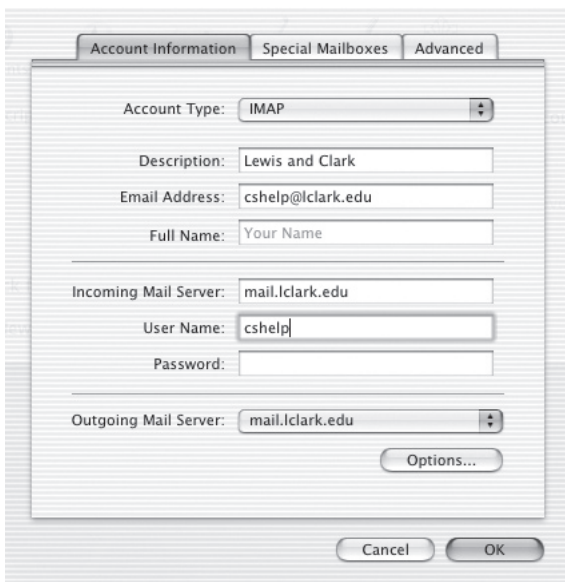 Account Information Special Mailboxes Advanced
Account Type: IMAP
Description: Lewis and Clark
Email Address: cshelp@lclark.edu
Full Name: Your Name
Incoming Mail Server: mail.lclark.edu
User Name: cshelp
Password:
Outgoing Mail Server: mail.lclark.edu
Options...
Cancel OK